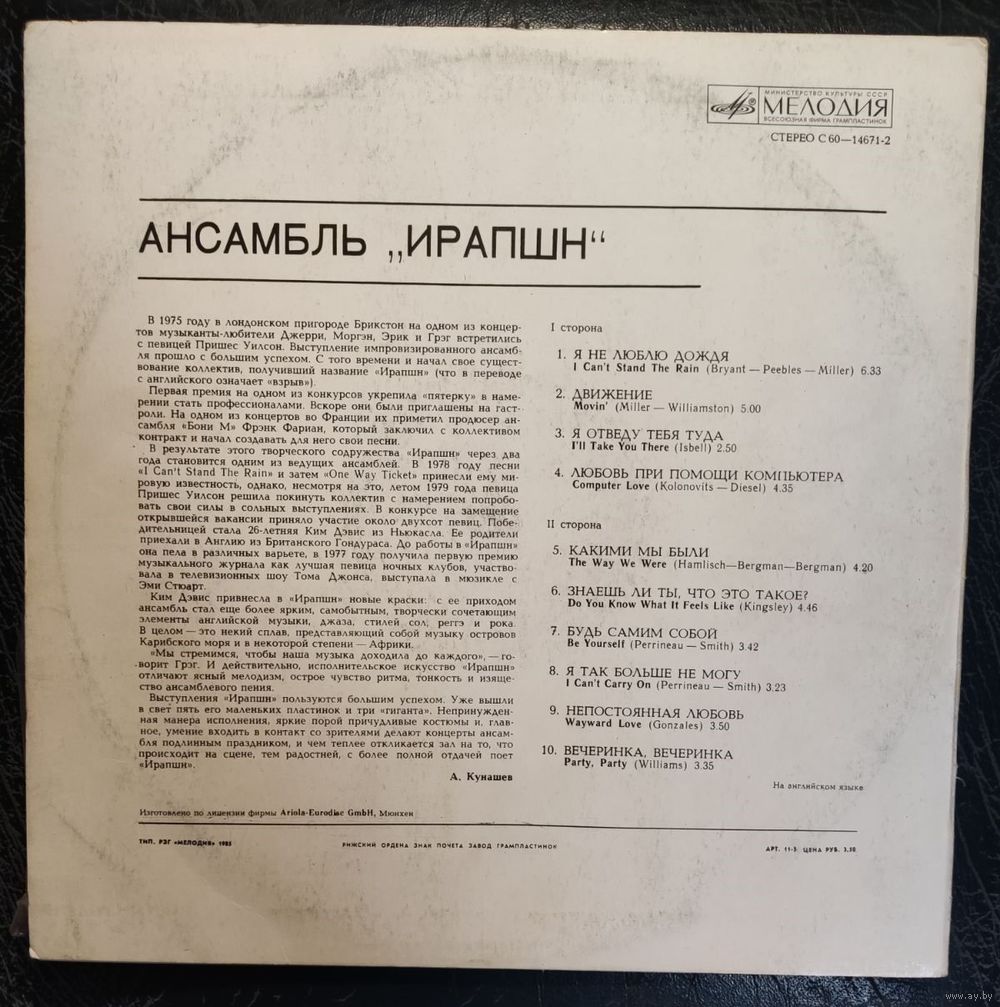 МИНИСТЕРСТВО КУЛЬТУРЫ СССР
МЕЛОДИЯ
ВСЕСОЮЗНАЯ ФИРМА ГРАМПЛАСТИНОК
СТЕРЕО С 60—14671-2
АНСАМБЛЬ „ИРАПШН“
В 1975 году в лондонском пригороде Брикстон на одном из концер-
тов музыканты-любители Джерри, Моргэн, Эрик и Грэг встретились
с певицей Пришес Уилсон. Выступление импровизированного ансамб-
ля прошло с большим успехом. С того времени и начал свое сущест-
вование коллектив, получивший название «Ирапшн» (что в переводе
с английского означает «взрыв»).
Первая премия на одном из конкурсов укрепила «пятерку» в наме-
рении стать профессионалами. Вскоре они были приглашены на гаст-
роли. На одном из концертов во Франции их приметил продюсер ан-
самбля «Бони М» Фрэнк Фариан, который заключил с коллективом
контракт и начал создавать для него свои песни.
В результате этого творческого содружества «Ирапшн» через два
года становится одним из ведущих ансамблей. В 1978 году песни
«I Can't Stand The Rain» и затем «One Way Ticket» принесли ему ми-
ровую известность, однако, несмотря на это, летом 1979 года певица
Пришес Уилсон решила покинуть коллектив с намерением попробо-
вать свои силы в сольных выступлениях. В конкурсе на замещение
открывшейся вакансии приняло участие около двухсот певиц. Побе-
дительницей стала 26-летняя Ким Дэвис из Ньюкасла. Ее родители
приехали в Англию из Британского Гондураса. До работы в «Ирапшн»
она пела в различных варьете, в 1977 году получила первую премию
музыкального журнала как лучшая певица ночных клубов, участво-
вала в телевизионных шоу Тома Джонса, выступала в мюзикле с
Эми Стюарт.
Ким Дэвис привнесла в «Ирапшн» новые краски: с ее приходом
ансамбль стал еще более ярким, самобытным, творчески сочетающим
элементы английской музыки, джаза, стилей сол, реггэ и рока.
В целом — это некий сплав, представляющий собой музыку островов
Карибского моря и в некоторой степени — Африки.
«Мы стремимся, чтобы наша музыка доходила до каждого», — го-
ворит Грэг. И действительно, исполнительское искусство «Ирапшн»
отличают ясный мелодизм, острое чувство ритма, тонкость и изяще-
ство ансамблевого пения.
Выступления «Ирапшн» пользуются большим успехом. Уже вышли
в свет пять его маленьких пластинок и три «гиганта». Непринужден-
ная манера исполнения, яркие порой причудливые костюмы и, глав-
ное, умение входить в контакт со зрителями делают концерты ансам-
бля подлинным праздником, и чем теплее откликается зал на то, что
происходит на сцене, тем радостней, с более полной отдачей поет
«Ирапшн».
А. Кунашев
I сторона
1. Я НЕ ЛЮБЛЮ ДОЖДЯ
I Can't Stand The Rain (Bryant — Peebles — Miller) 6.33
2. ДВИЖЕНИЕ
Movin' (Miller — Williamston) 5.00
3. Я ОТВЕДУ ТЕБЯ ТУДА
I'll Take You There (Isbell) 2.50
4. ЛЮБОВЬ ПРИ ПОМОЩИ КОМПЬЮТЕРА
Computer Love (Kolonovits — Diesel) 4.35
II сторона
5. КАКИМИ МЫ БЫЛИ
The Way We Were (Hamlisch—Bergman—Bergman) 4.20
6. ЗНАЕШЬ ЛИ ТЫ, ЧТО ЭТО ТАКОЕ?
Do You Know What It Feels Like (Kingsley) 4.46
7. БУДЬ САМИМ СОБОЙ
Be Yourself (Perrineau — Smith) 3.42
8. Я ТАК БОЛЬШЕ НЕ МОГУ
I Can't Carry On (Perrineau — Smith) 3.23
9. НЕПОСТОЯННАЯ ЛЮБОВЬ
Wayward Love (Gonzales) 3.50
10. ВЕЧЕРИНКА, ВЕЧЕРИНКА
Party, Party (Williams) 3.35
На английском языке
Изготовлено по лицензии фирмы Ariola-Eurodisc GmbH, Мюнхен
ТИП. РЗГ «МЕЛОДИЯ» 1985
РИЖСКИЙ ОРДЕНА ЗНАК ПОЧЕТА ЗАВОД ГРАМПЛАСТИНОК
АРТ. 11-3. ЦЕНА РУБ. 3.50
www.ay.by